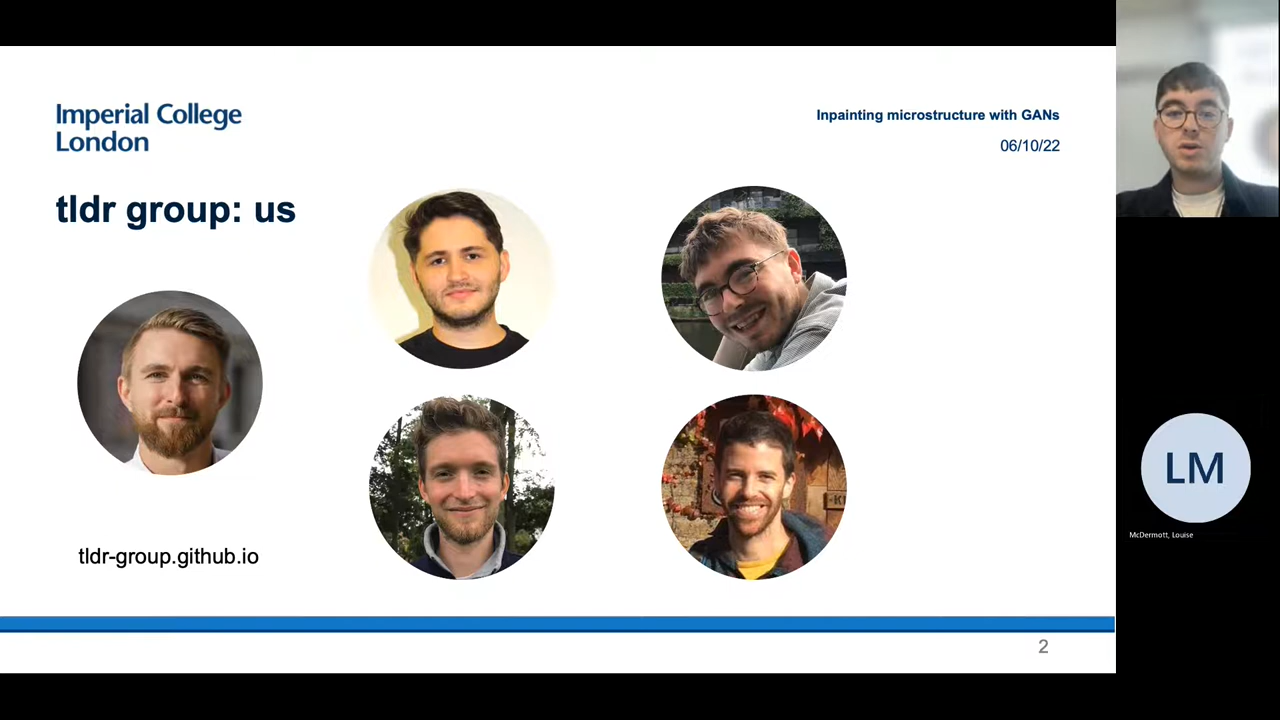 Imperial College
London
Inpainting microstructure with GANs
06/10/22
tldr group: us
tldr-group.github.io
2
LM
McDermott, Louise